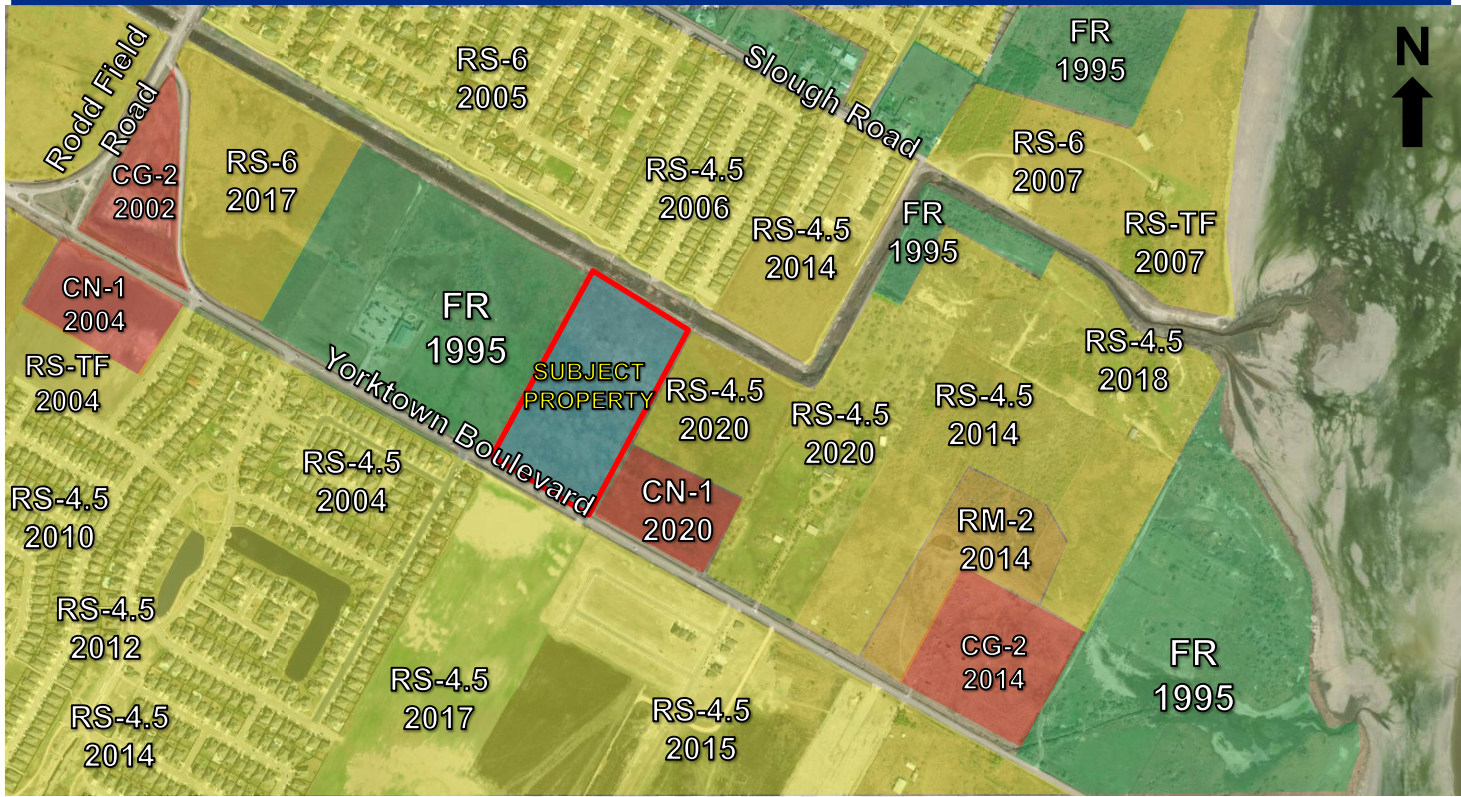 FR
1995
N
RS-6
2005
Slough Road
Rodd Field
Road
CG-2
2002
RS-6
2017
RS-4.5
2006
RS-6
2007
RS-4.5
2014
FR
1995
RS-TF
2007
CN-1
2004
RS-TF
2004
FR
1995
SUBJECT
PROPERTY
Yorktown Boulevard
RS-4.5
2020
RS-4.5
2020
RS-4.5
2014
RS-4.5
2018
RS-4.5
2004
RS-4.5
2010
CN-1
2020
RM-2
2014
RS-4.5
2012
CG-2
2014
FR
1995
RS-4.5
2017
RS-4.5
2015
RS-4.5
2014